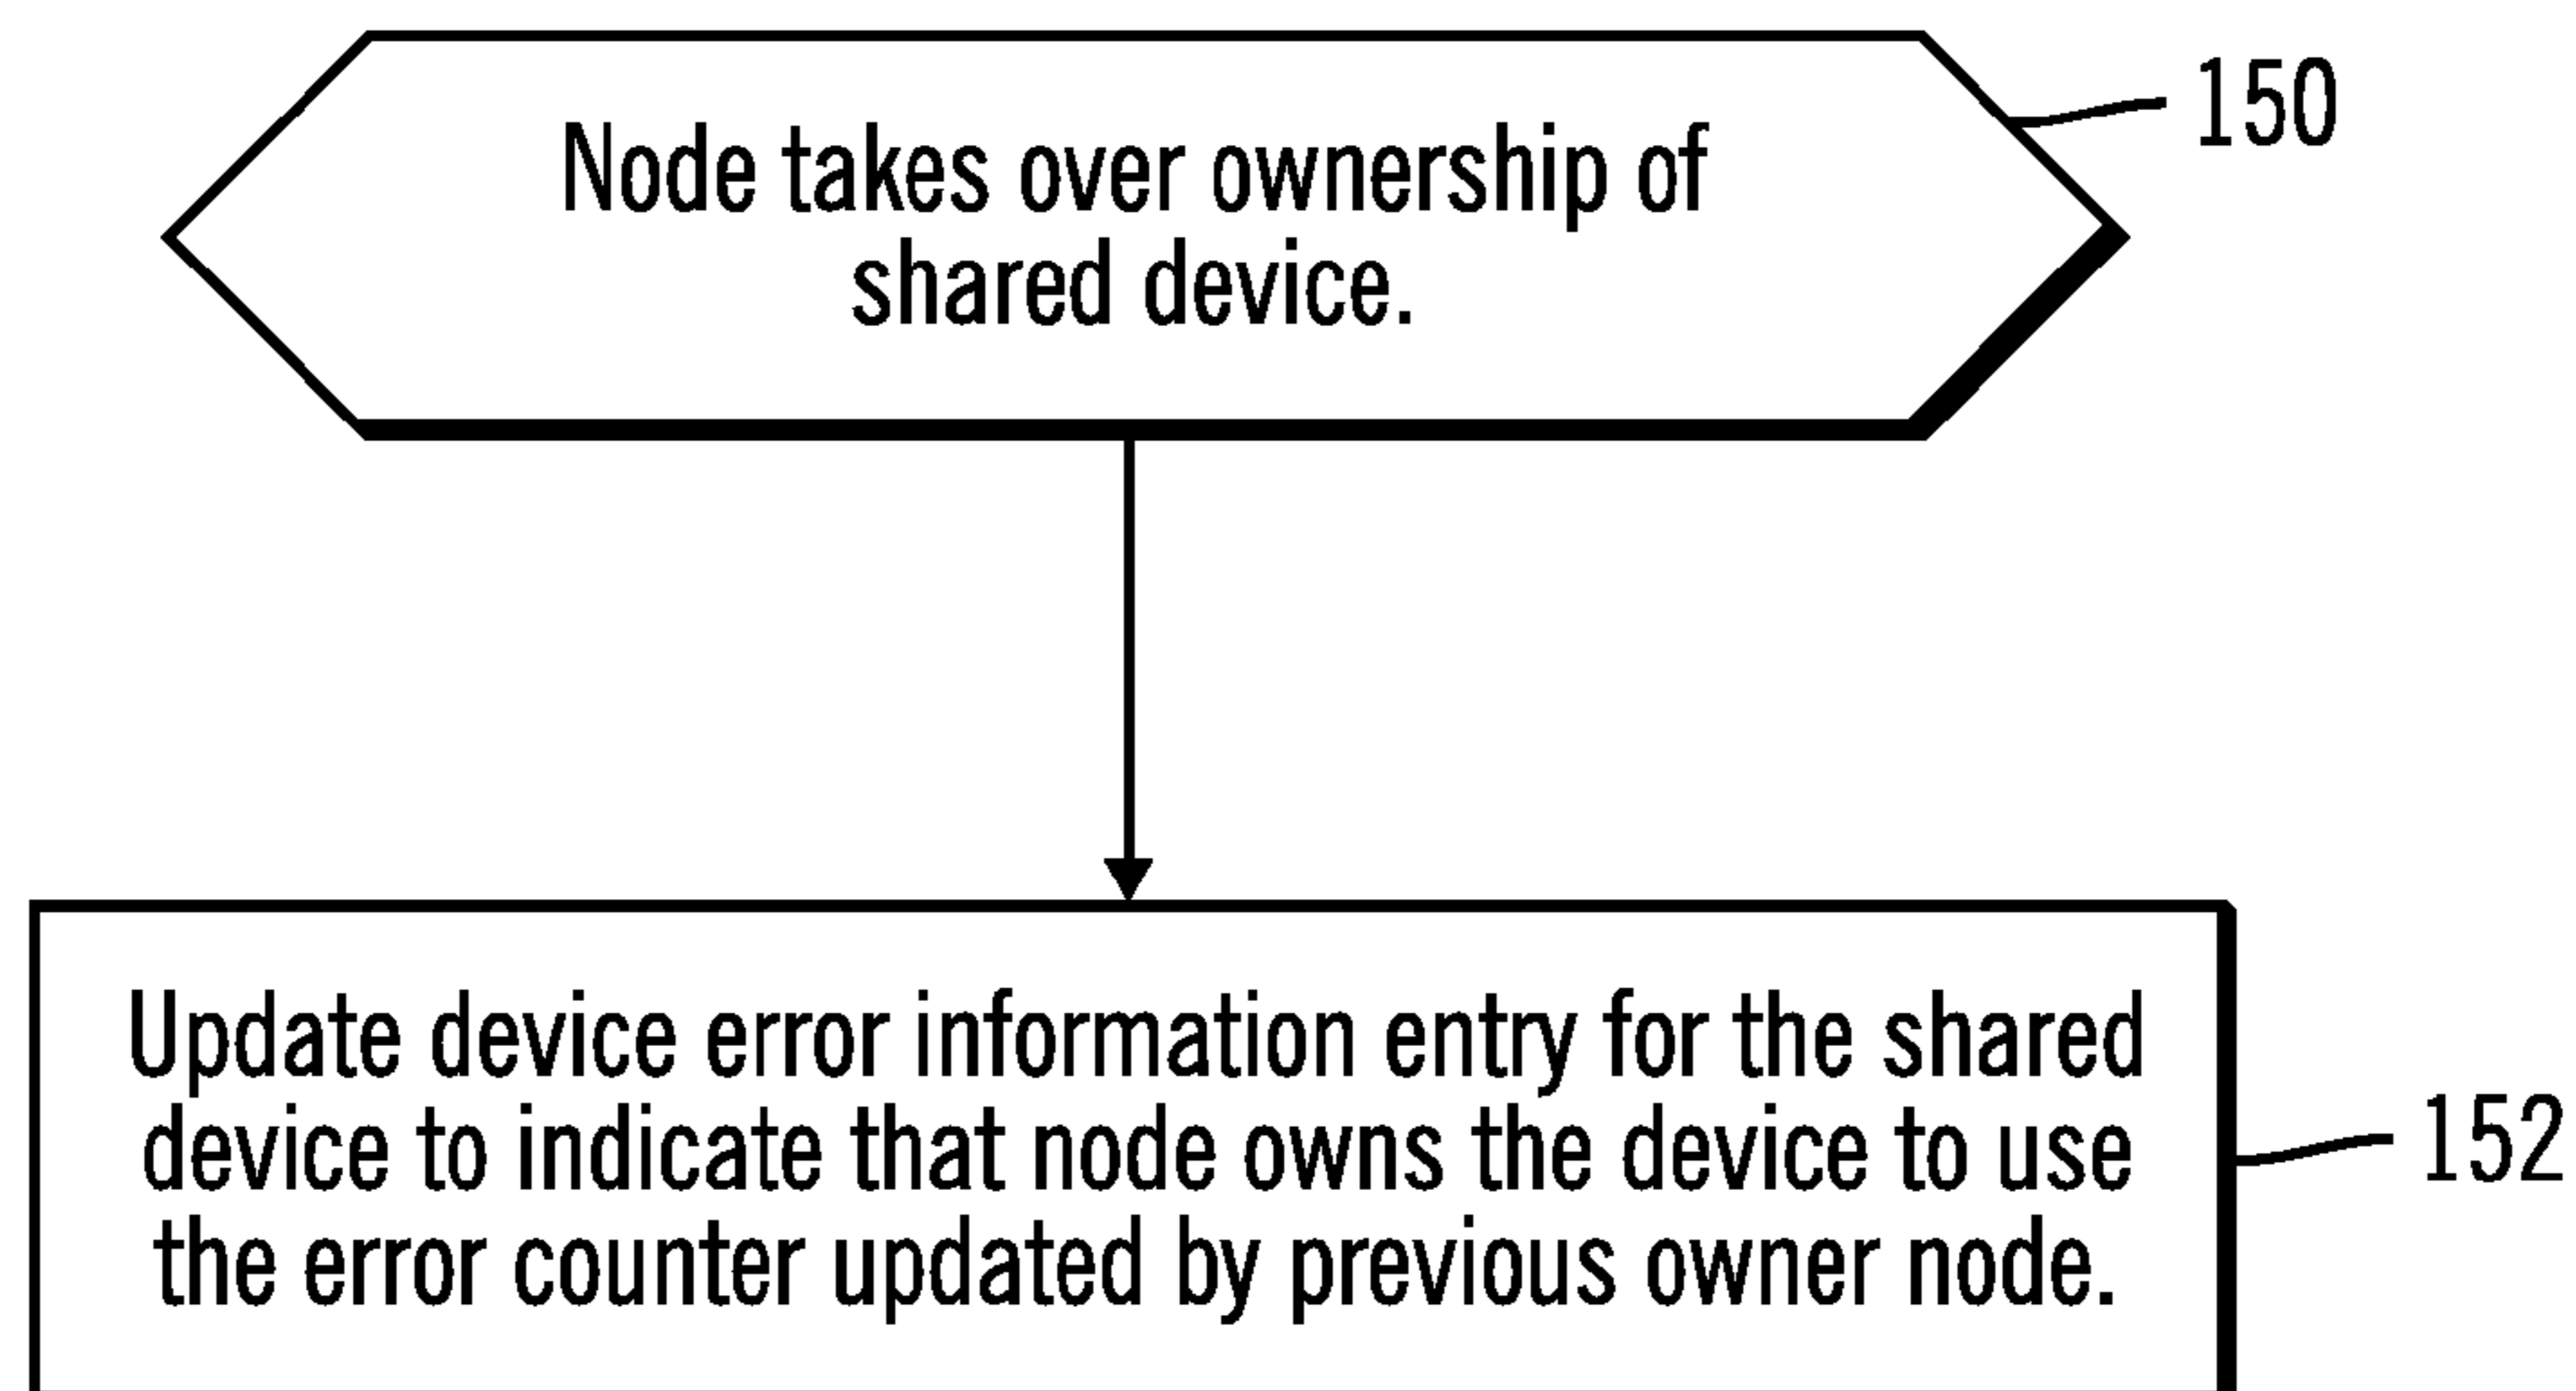 Node takes over ownership of
shared device.
150
Update device error information entry for the shared
device to indicate that node owns the device to use
the error counter updated by previous owner node.
152